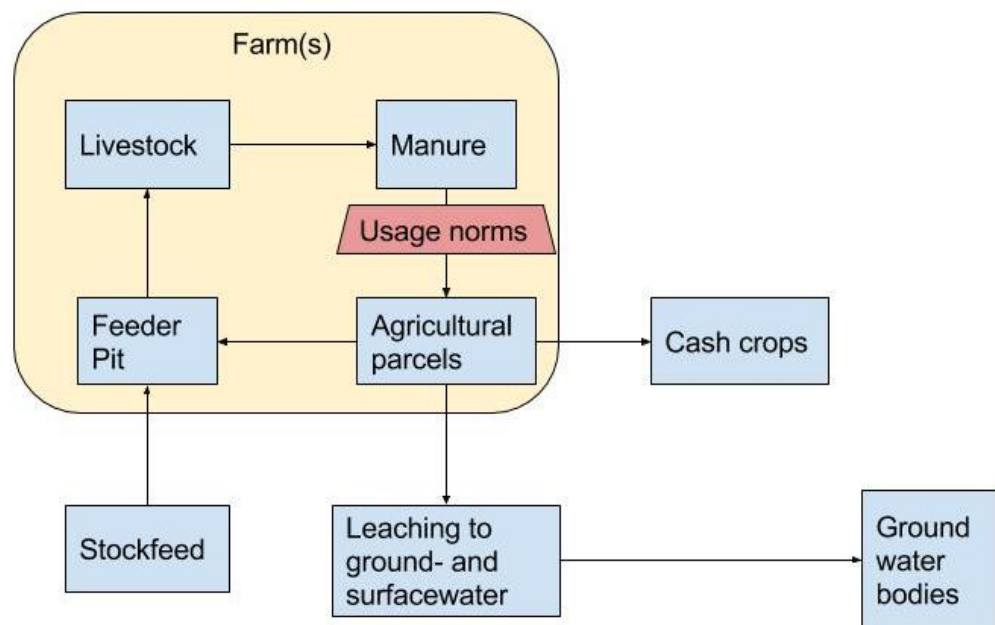 Farm(s)
Livestock
Manure
Usage norms
Feeder
Pit
Agricultural
parcels
Cash crops
Stockfeed
Leaching to
ground- and
surfacewater
Ground
water
bodies